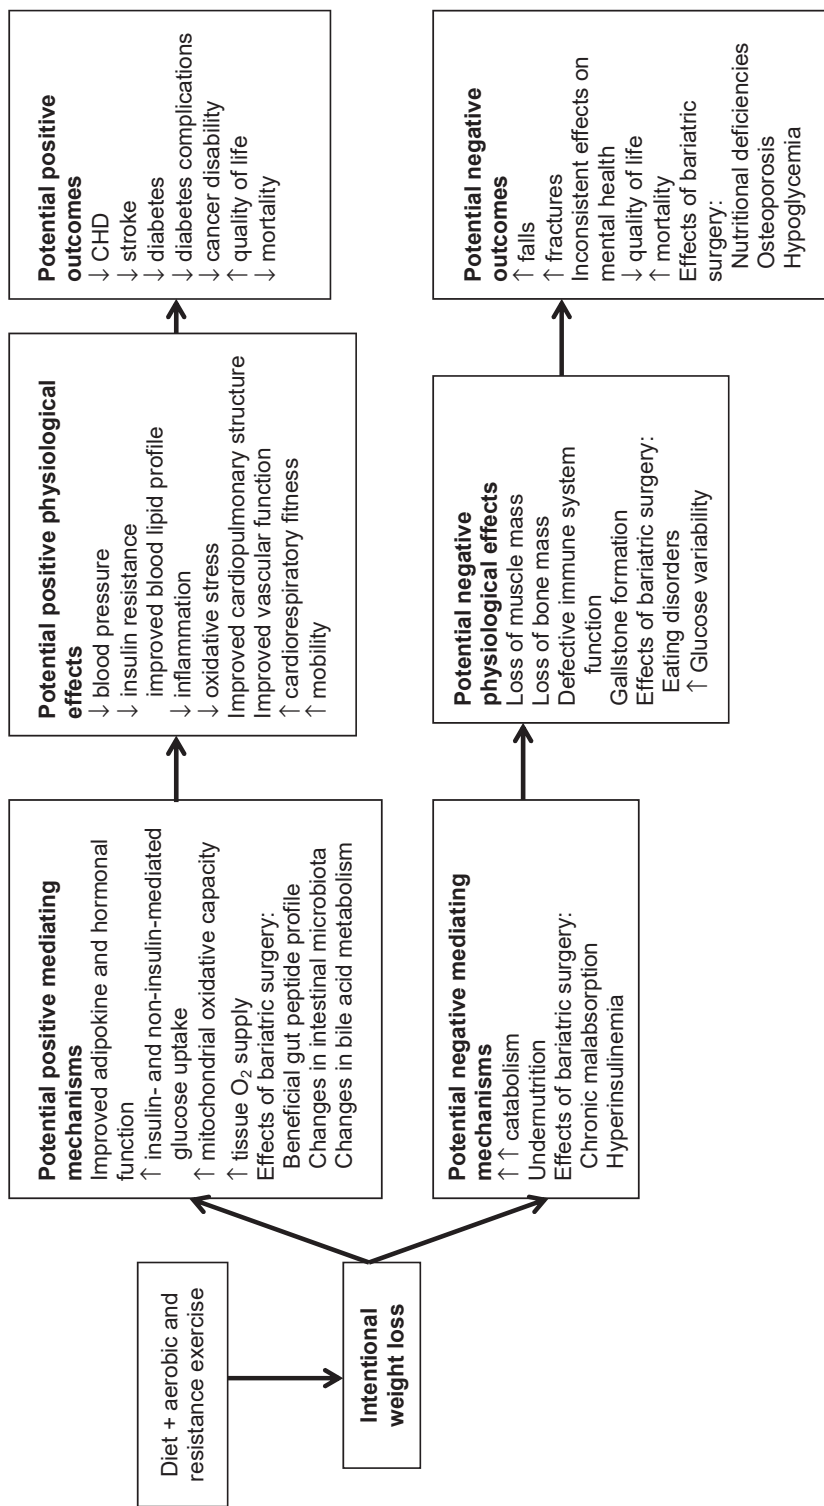 Diet + aerobic and
resistance exercise
Intentional
weight loss
Potential positive mediating
mechanisms
Improved adipokine and hormonal
function
↑ insulin- and non-insulin-mediated
glucose uptake
↑ mitochondrial oxidative capacity
↑ tissue O₂ supply
Effects of bariatric surgery:
Beneficial gut peptide profile
Changes in intestinal microbiota
Changes in bile acid metabolism
Potential positive physiological
effects
↓ blood pressure
↓ insulin resistance
improved blood lipid profile
↓ inflammation
↓ oxidative stress
Improved cardiopulmonary structure
Improved vascular function
↑ cardiorespiratory fitness
↑ mobility
Potential positive
outcomes
↓ CHD
↓ stroke
↓ diabetes
↓ diabetes complications
↓ cancer disability
↑ quality of life
↓ mortality
Potential negative mediating
mechanisms
↑ ↑ catabolism
Undernutrition
Effects of bariatric surgery:
Chronic malabsorption
Hyperinsulinemia
Potential negative
physiological effects
Loss of muscle mass
Loss of bone mass
Defective immune system
function
Gallstone formation
Effects of bariatric surgery:
Eating disorders
↑ Glucose variability
Potential negative
outcomes
↑ falls
↑ fractures
Inconsistent effects on
mental health
↓ quality of life
↑ mortality
Effects of bariatric
surgery:
Nutritional deficiencies
Osteoporosis
Hypoglycemia